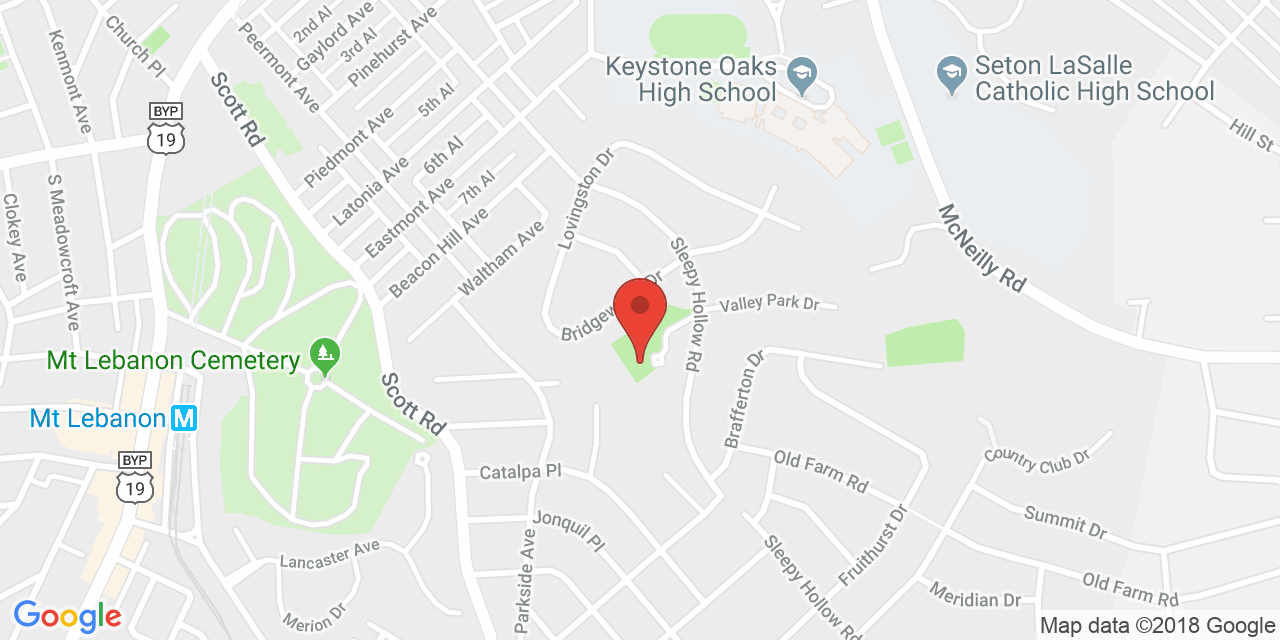 Church Pl
Kenmont Ave
2nd Al
Gaylord Ave
3rd Al
Peermont Ave
Pinehurst Ave
5th Al
Keystone Oaks
High School
Seton LaSalle
Catholic High School
Hill St
Scott Rd
BYP
19
Piedmont Ave
6th Al
Latonia Ave
7th Al
Eastmont Ave
Beacon Hill Ave
Waltham Ave
Lovingston Dr
Clokey Ave
S Meadowcroft Ave
McNeilly Rd
Sleepy Hollow Rd
Valley Park Dr
Mt Lebanon Cemetery
Mt Lebanon
M
Scott Rd
Brafferton Dr
BYP
19
Catalpa Pl
Old Farm Rd
Country Club Dr
Jonquil Pl
Summit Dr
Fruithurst Dr
Lancaster Ave
Parkside Ave
Sleepy Hollow Rd
Old Farm Rd
Meridian Dr
Merion Dr
Google
Map data ©2018 Google